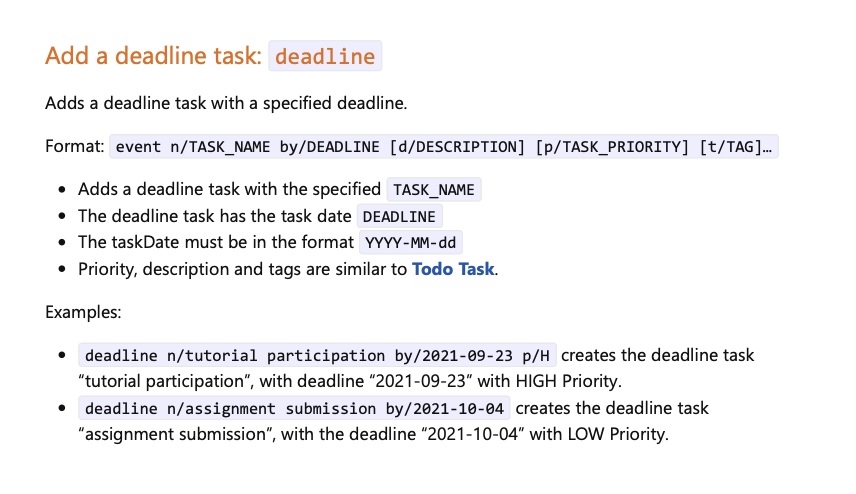 Add a deadline task: deadline
Adds a deadline task with a specified deadline.
Format: event n/TASK_NAME by/DEADLINE [d/DESCRIPTION] [p/TASK_PRIORITY] [t/TAG]…
• Adds a deadline task with the specified TASK_NAME
• The deadline task has the task date DEADLINE
• The taskDate must be in the format YYYY-MM-dd
• Priority, description and tags are similar to Todo Task.
Examples:
• deadline n/tutorial participation by/2021-09-23 p/H creates the deadline task
“tutorial participation”, with deadline “2021-09-23” with HIGH Priority.
• deadline n/assignment submission by/2021-10-04 creates the deadline task
“assignment submission”, with the deadline “2021-10-04” with LOW Priority.